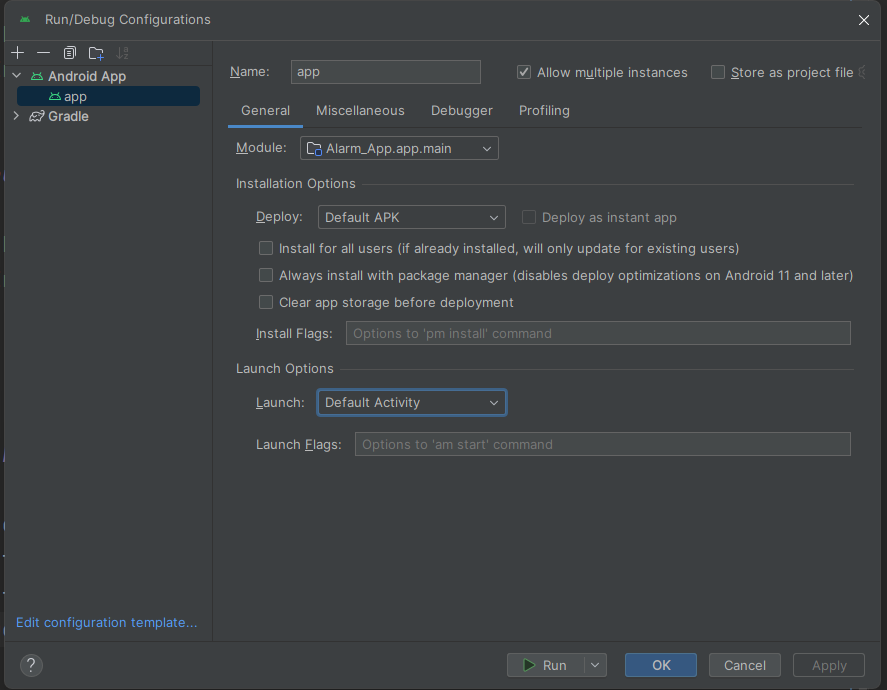 Run/Debug Configurations
Android App
app
Gradle
Name: app
Allow multiple instances
Store as project file
General Miscellaneous Debugger Profiling
Module: Alarm_App.app.main
Installation Options
Deploy: Default APK
Deploy as instant app
Install for all users (if already installed, will only update for existing users)
Always install with package manager (disables deploy optimizations on Android 11 and later)
Clear app storage before deployment
Install Flags: Options to 'pm install' command
Launch Options
Launch: Default Activity
Launch Flags: Options to 'am start' command
Edit configuration template...
? Run OK Cancel Apply